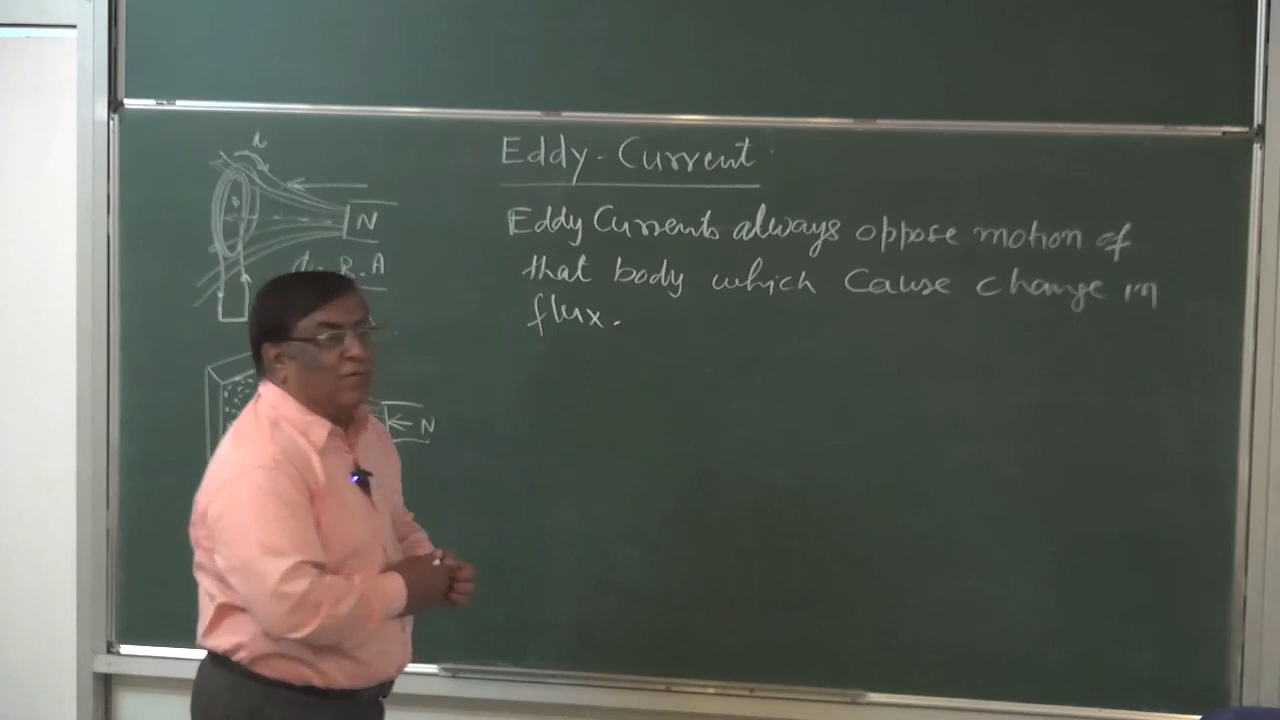 i
N
B.A
N
Eddy-Current
Eddy Currents always oppose motion of
that body which Cause change in
flux.